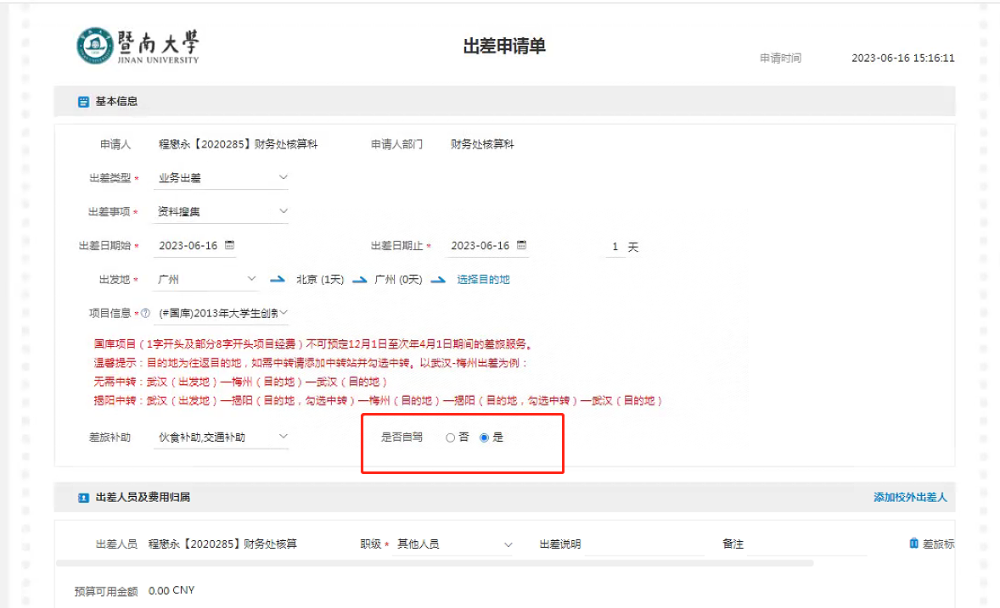 暨南大學
JINAN UNIVERSITY
出差申请单
申请时间 2023-06-16 15:16:11
基本信息
申请人 程懋永【2020285】财务处核算科 申请人部门 财务处核算科
出差类型 * 业务出差
出差事项 * 资料搜集
出差日期始 * 2023-06-16 出差日期止 * 2023-06-16 1 天
出发地 * 广州 北京 (1天) 广州 (0天) 选择目的地
项目信息 * (#国库)2013年大学生创新
国库项目（1字开头及部分8字开头项目经费）不可预定12月1日至次年4月1日期间的差旅服务。
温馨提示：目的地为往返目的地，如需中转请添加中转站并勾选中转。以武汉-梅州出差为例：
无需中转：武汉（出发地）—梅州（目的地）—武汉（目的地）
揭阳中转：武汉（出发地）—揭阳（目的地，勾选中转）—梅州（目的地）—揭阳（目的地，勾选中转）—武汉（目的地）
差旅补助 伙食补助,交通补助 是否自驾 否 是
出差人员及费用归属 添加校外出差人
出差人员 程懋永【2020285】财务处核算 职级 * 其他人员 出差说明 备注 差旅标
预算可用金额 0.00 CNY